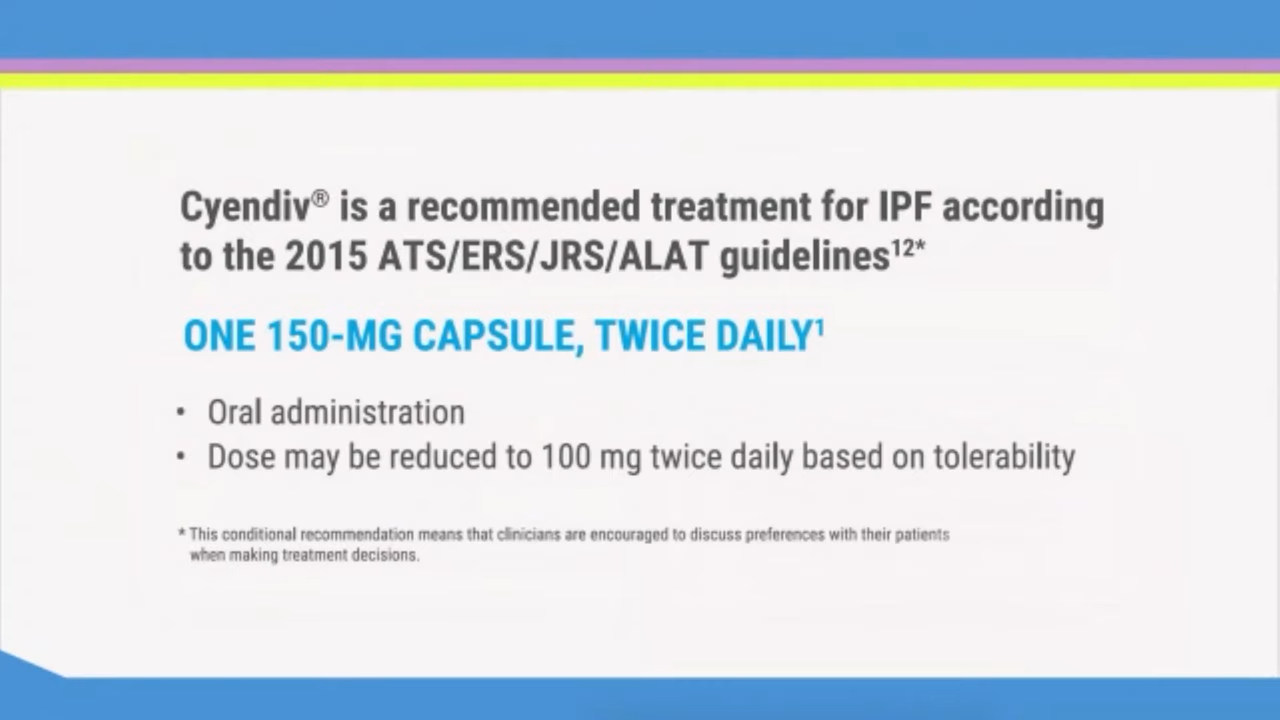 Cyendiv® is a recommended treatment for IPF according
to the 2015 ATS/ERS/JRS/ALAT guidelines¹²*
ONE 150-MG CAPSULE, TWICE DAILY¹
• Oral administration
• Dose may be reduced to 100 mg twice daily based on tolerability
* This conditional recommendation means that clinicians are encouraged to discuss preferences with their patients
when making treatment decisions.